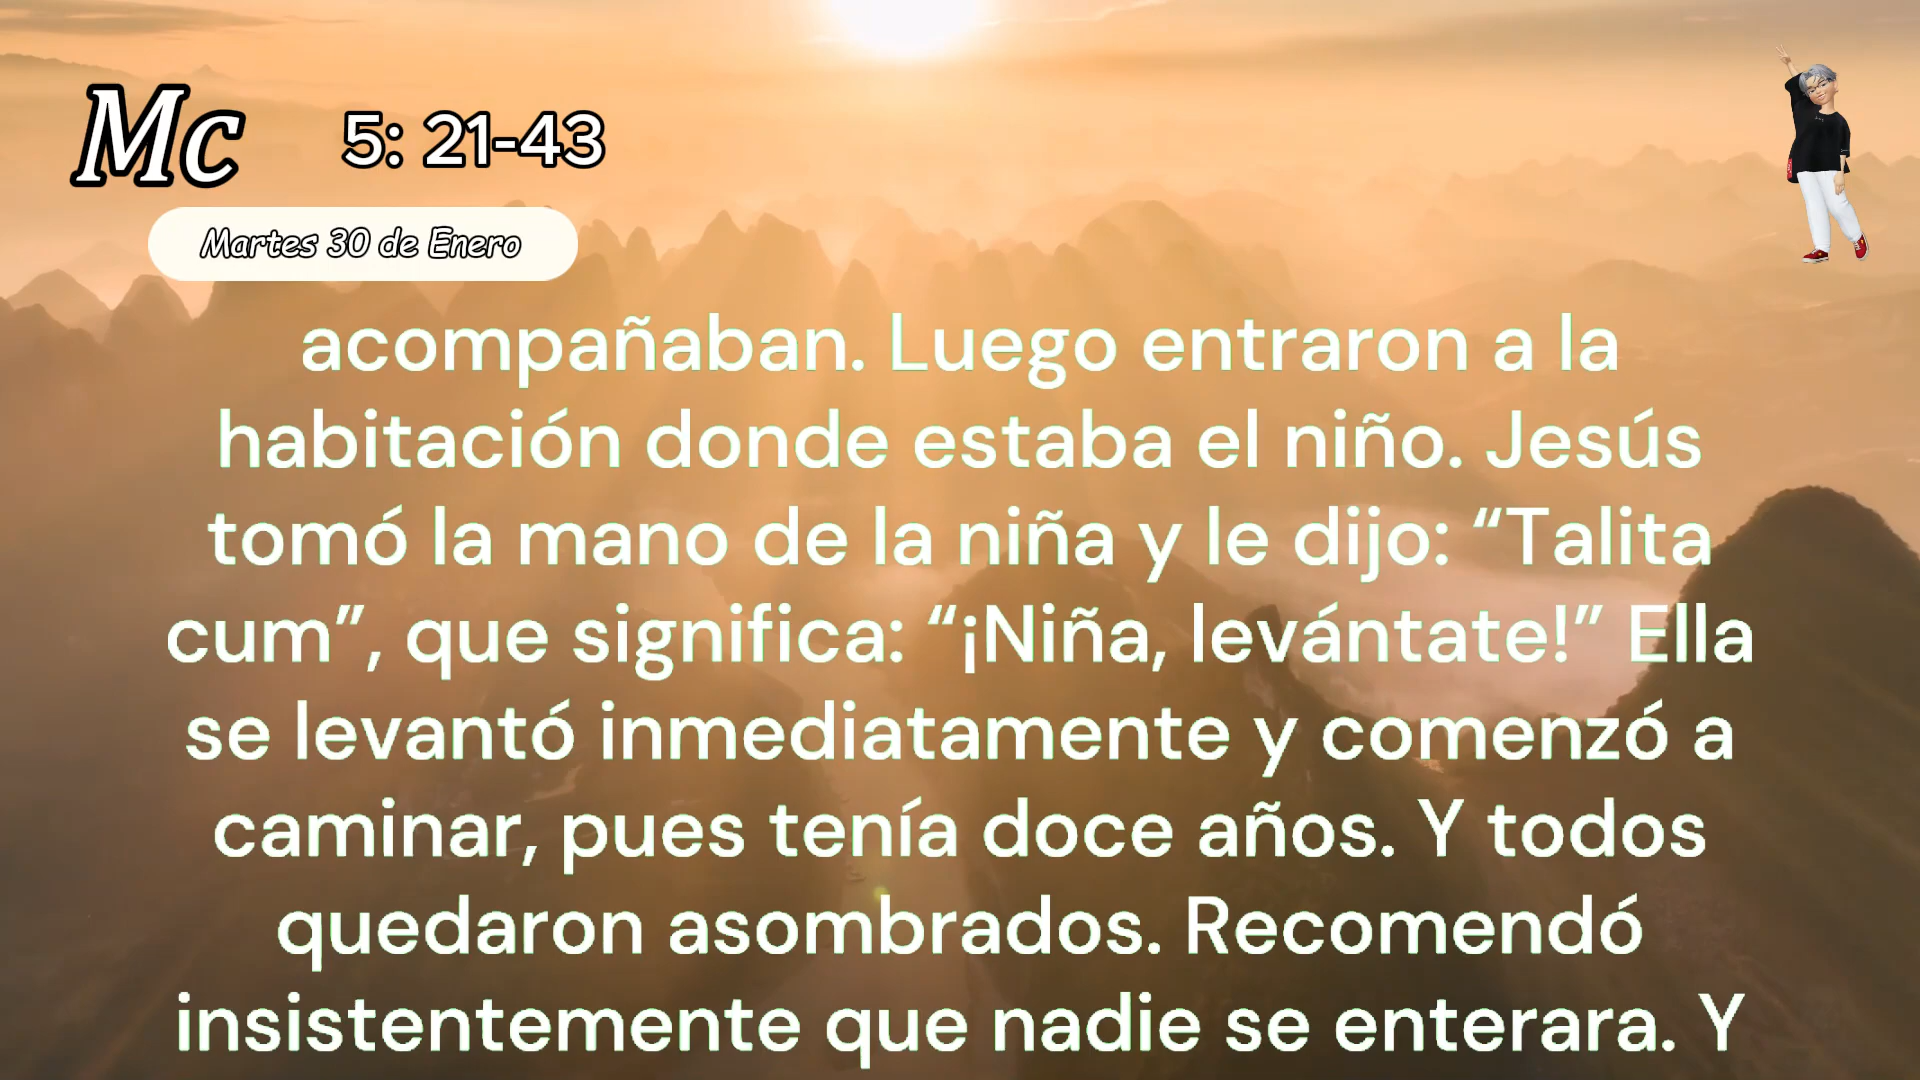 Mc 5: 21-43
Martes 30 de Enero
acompañaban. Luego entraron a la
habitación donde estaba el niño. Jesús
tomó la mano de la niña y le dijo: “Talita
cum”, que significa: “¡Niña, levántate!” Ella
se levantó inmediatamente y comenzó a
caminar, pues tenía doce años. Y todos
quedaron asombrados. Recomendó
insistentemente que nadie se enterara. Y